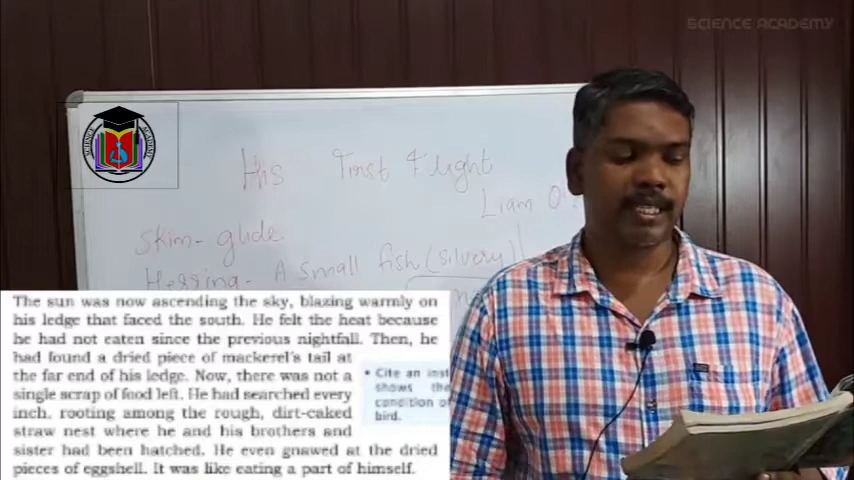 SCIENCE ACADEMY
SCIENCE ACADEMY
His First Flight
Liam O'
Skim - glide
Herring - A small fish (silvery)
The sun was now ascending the sky, blazing warmly on
his ledge that faced the south. He felt the heat because
he had not eaten since the previous nightfall. Then, he
had found a dried piece of mackerel's tail at
the far end of his ledge. Now, there was not a
single scrap of food left. He had searched every
inch, rooting among the rough, dirt-caked
straw nest where he and his brothers and
sister had been hatched. He even gnawed at the dried
pieces of eggshell. It was like eating a part of himself.
• Cite an inst
shows the
condition of
bird.